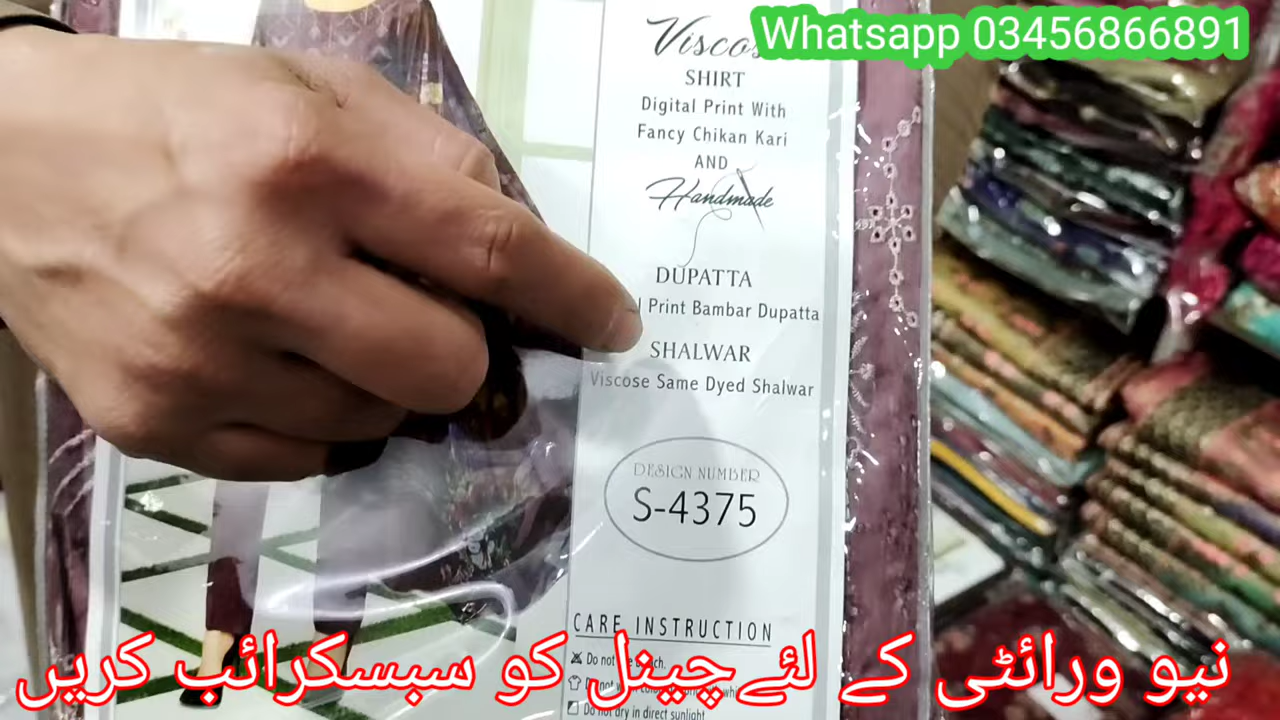 Whatsapp 03456866891
SHIRT
Digital Print With
Fancy Chikan Kari
AND
Handmade
DUPATTA
Print Bambar Dupatta
SHALWAR
Viscose Same Dyed Shalwar
DESIGN NUMBER
S-4375
CARE INSTRUCTION
Do not
Do not
Do not dry in direct sunlight
نیو ورائٹی کے لئے چینل کو سبسکرائب کریں